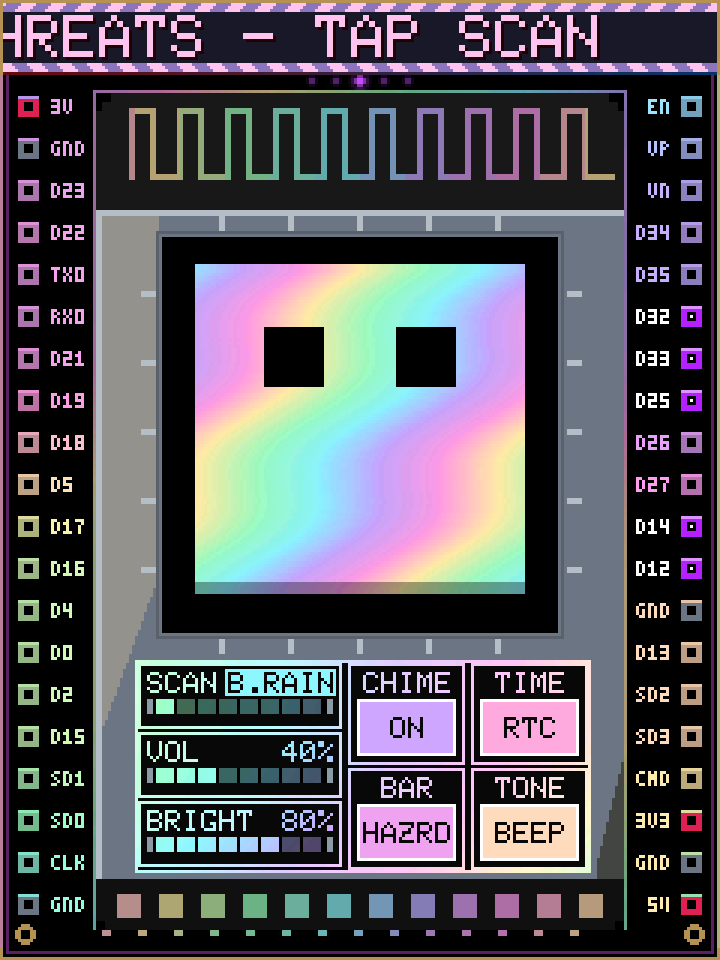 HREATS - TAP SCAN
3V
GND
D23
D22
TX0
RX0
D21
D19
D18
D5
D17
D16
D4
D0
D2
D15
SD1
SD0
CLK
GND
SCAN B.RAIN
VOL 40%
BRIGHT 80%
CHIME
ON
TIME
RTC
BAR
HAZRD
TONE
BEEP
EN
VP
VN
D34
D35
D32
D33
D25
D26
D27
D14
D12
GND
D13
SD2
SD3
CMD
3V3
GND
5V